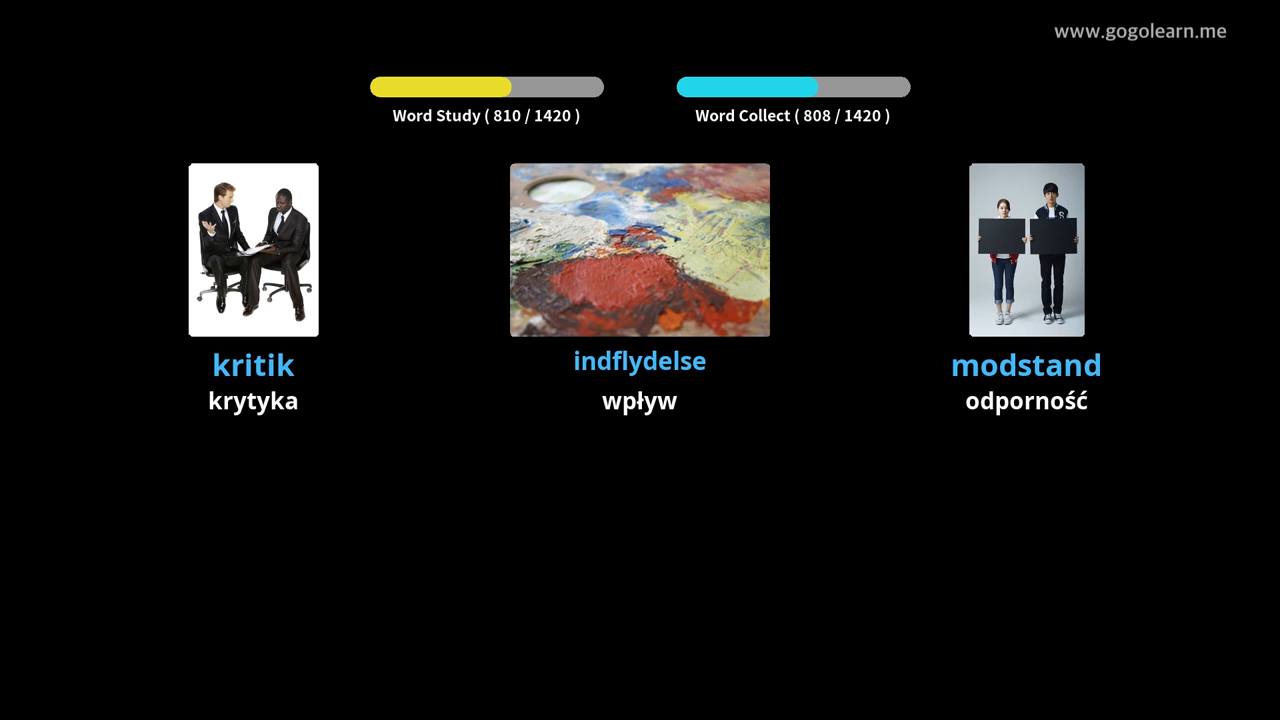 www.gogolearn.me
Word Study ( 810 / 1420 )
Word Collect ( 808 / 1420 )
kritik
indflydelse
modstand
krytyka
wpływ
odporność